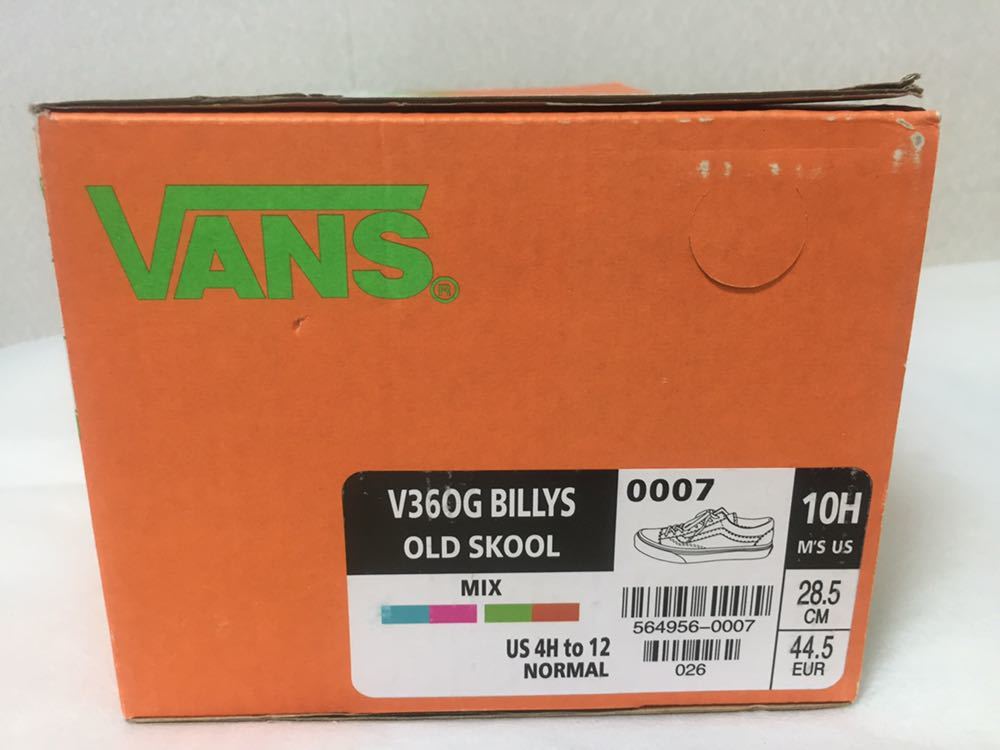 VANS®
V36OG BILLYS
OLD SKOOL
MIX
US 4H to 12
NORMAL
0007
564956-0007
026
10H
M'S US
28.5
CM
44.5
EUR